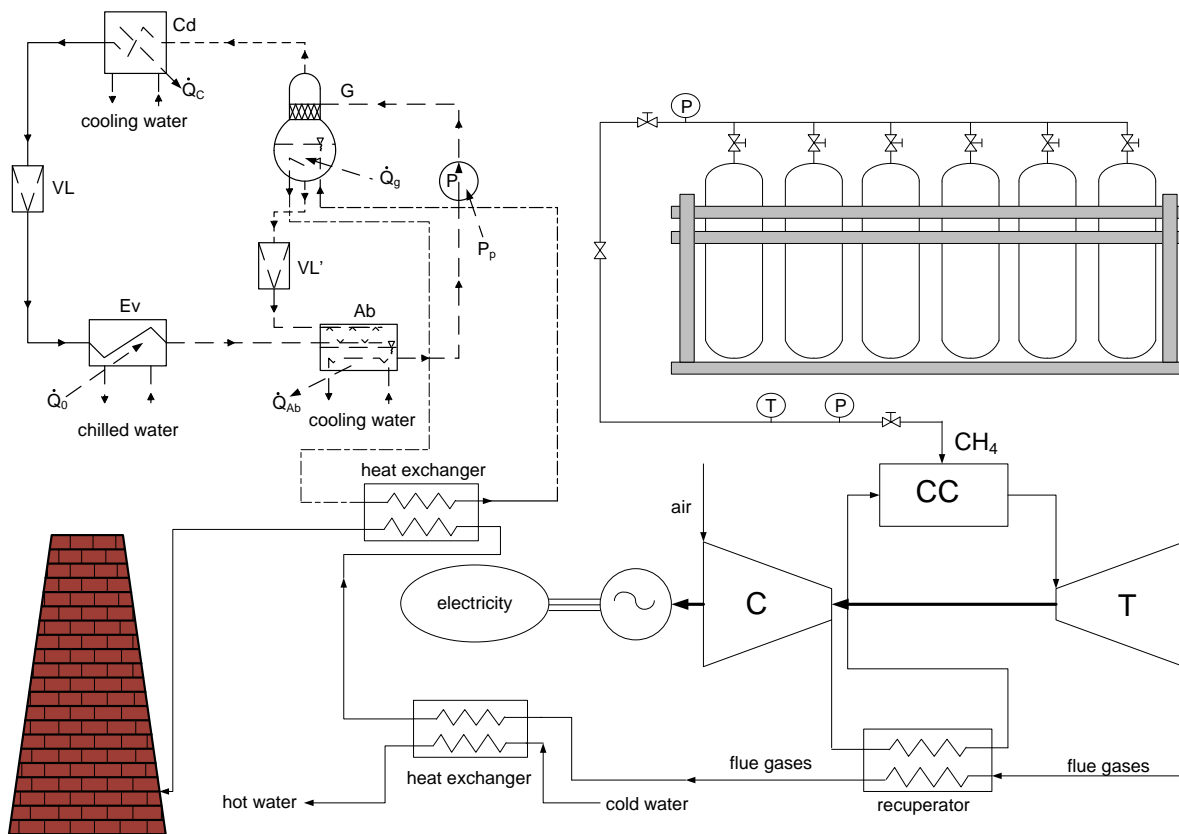 Cd
Q̇C
cooling water
G
P
VL
P
Q̇g
Pp
VL'
Ev
Ab
Q̇0
Q̇Ab
chilled water
cooling water
T
P
CH4
heat exchanger
CC
air
electricity
C
T
heat exchanger
flue gases
flue gases
hot water
cold water
recuperator